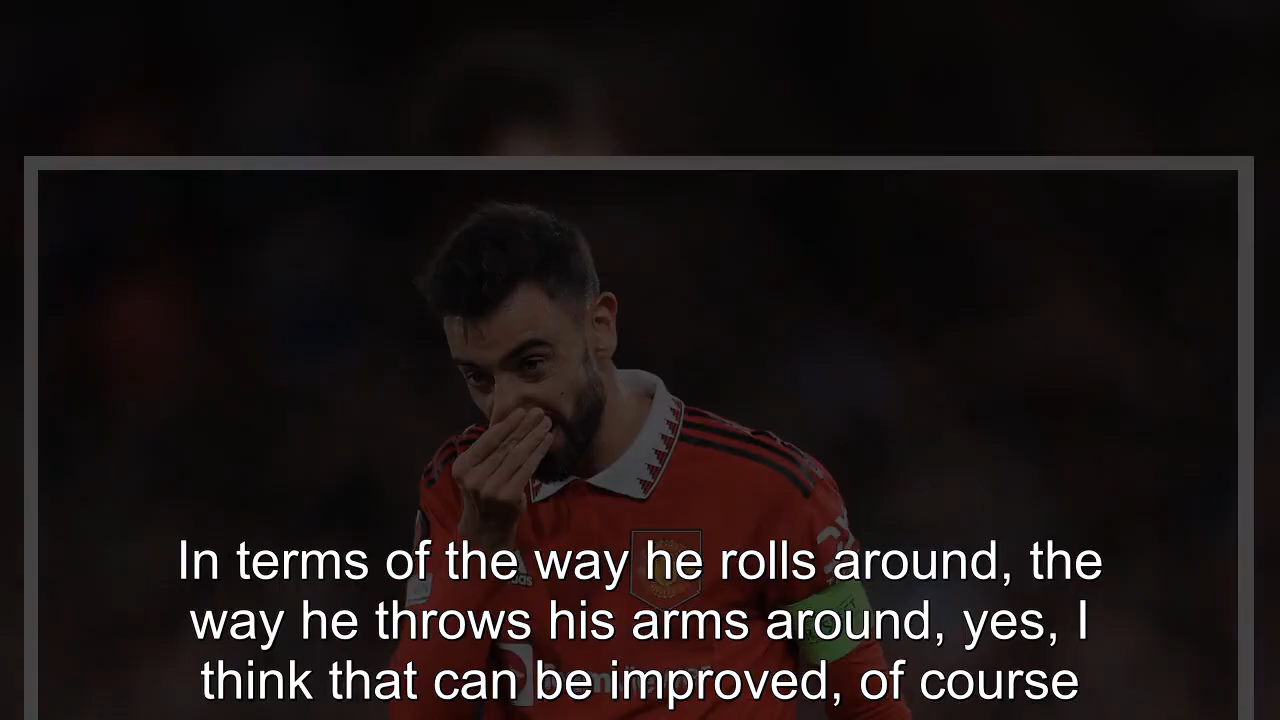 In terms of the way he rolls around, the
way he throws his arms around, yes, I
think that can be improved, of course